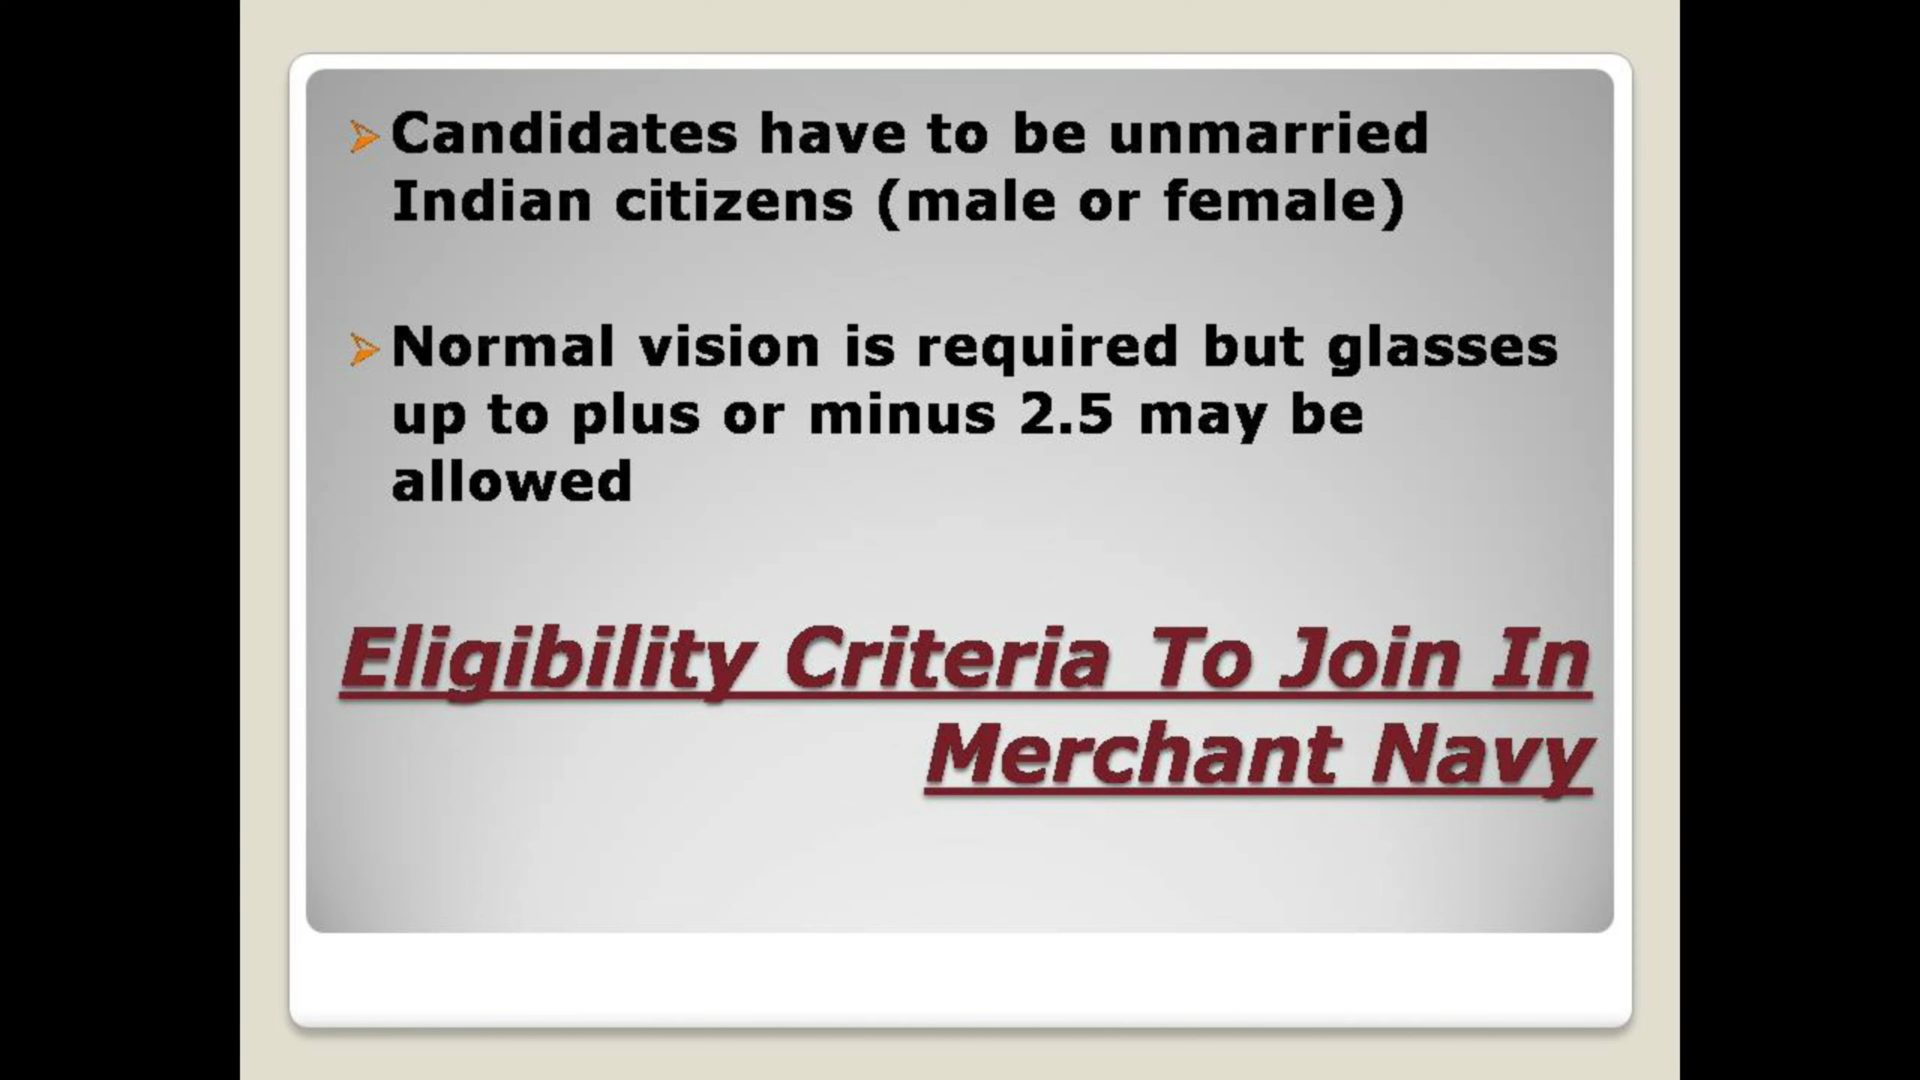 Candidates have to be unmarried
Indian citizens (male or female)
Normal vision is required but glasses
up to plus or minus 2.5 may be
allowed
Eligibility Criteria To Join In
Merchant Navy